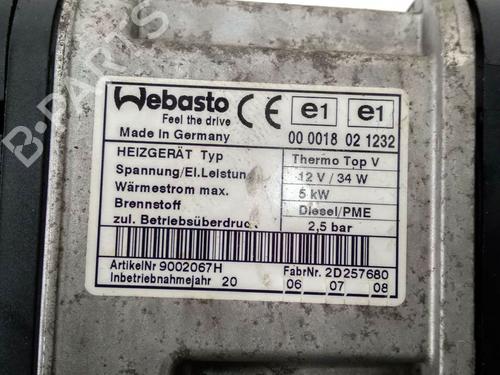 Webasto
Feel the drive
CE e1 e1
Made In Germany 00 0018 02 1232
HEIZGERÄT Typ Thermo Top V
Spannung/El.Leistung 12 V / 34 W
Wärmestrom max. 5 kW
Brennstoff Diesel/PME
zul. Betriebsüberdruck 2,5 bar
ArtikelNr 9002067H FabrNr. 2D257680
Inbetriebnahmejahr 20 06 07 08
B-PARTS